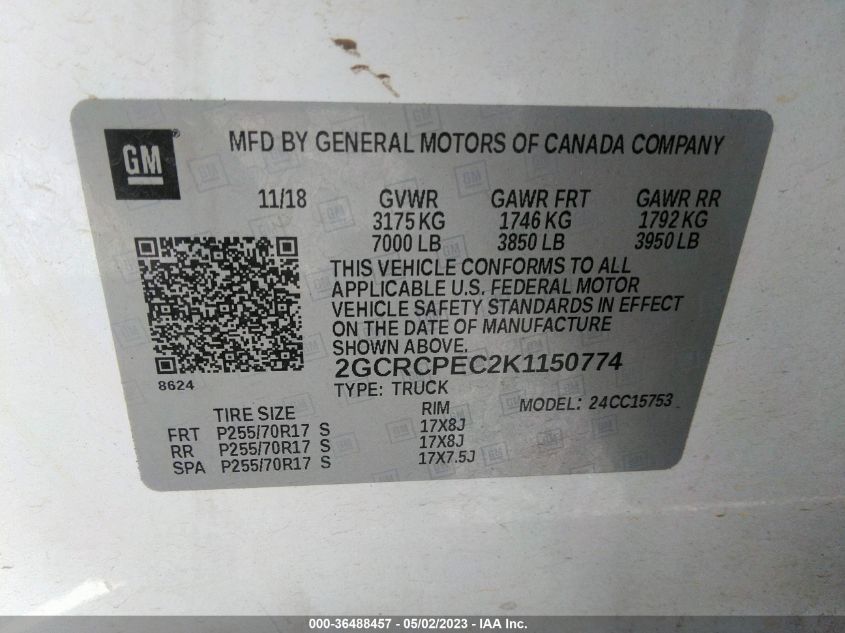 GM®
MFD BY GENERAL MOTORS OF CANADA COMPANY
11/18 GVWR GAWR FRT GAWR RR
3175 KG 1746 KG 1792 KG
7000 LB 3850 LB 3950 LB
THIS VEHICLE CONFORMS TO ALL
APPLICABLE U.S. FEDERAL MOTOR
VEHICLE SAFETY STANDARDS IN EFFECT
ON THE DATE OF MANUFACTURE
SHOWN ABOVE.
8624
2GCRCPEC2K1150774
TYPE: TRUCK MODEL: 24CC15753
TIRE SIZE RIM
FRT P255/70R17 S 17X8J
RR P255/70R17 S 17X8J
SPA P255/70R17 S 17X7.5J
000-36488457 - 05/02/2023 - IAA Inc.